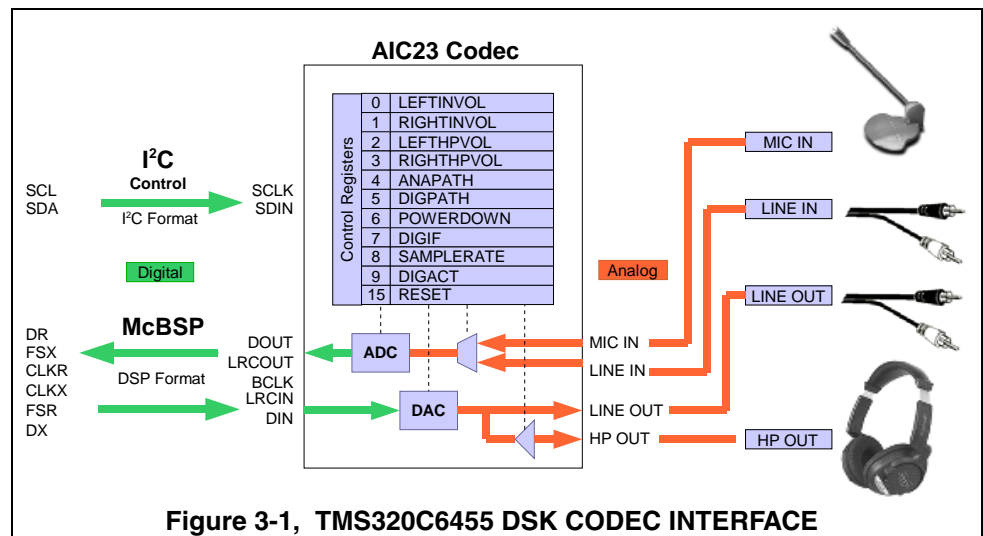 AIC23 Codec
Control Registers
0 LEFTINVOL
1 RIGHTINVOL
2 LEFTHPVOL
3 RIGHTHPVOL
4 ANAPATH
5 DIGPATH
6 POWERDOWN
7 DIGIF
8 SAMPLERATE
9 DIGACT
15 RESET
I²C
Control
SCL
SDA
I²C Format
SCLK
SDIN
Digital
Analog
McBSP
DR
FSX
CLKR
CLKX
FSR
DX
DSP Format
DOUT
LRCOUT
BCLK
LRCIN
DIN
ADC
DAC
MIC IN
LINE IN
LINE OUT
HP OUT
MIC IN
LINE IN
LINE OUT
HP OUT
Figure 3-1, TMS320C6455 DSK CODEC INTERFACE